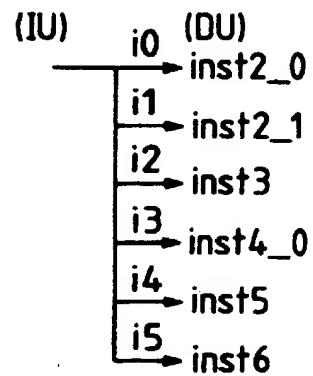 (IU) (DU)
i0 inst2_0
i1 inst2_1
i2 inst3
i3 inst4_0
i4 inst5
i5 inst6